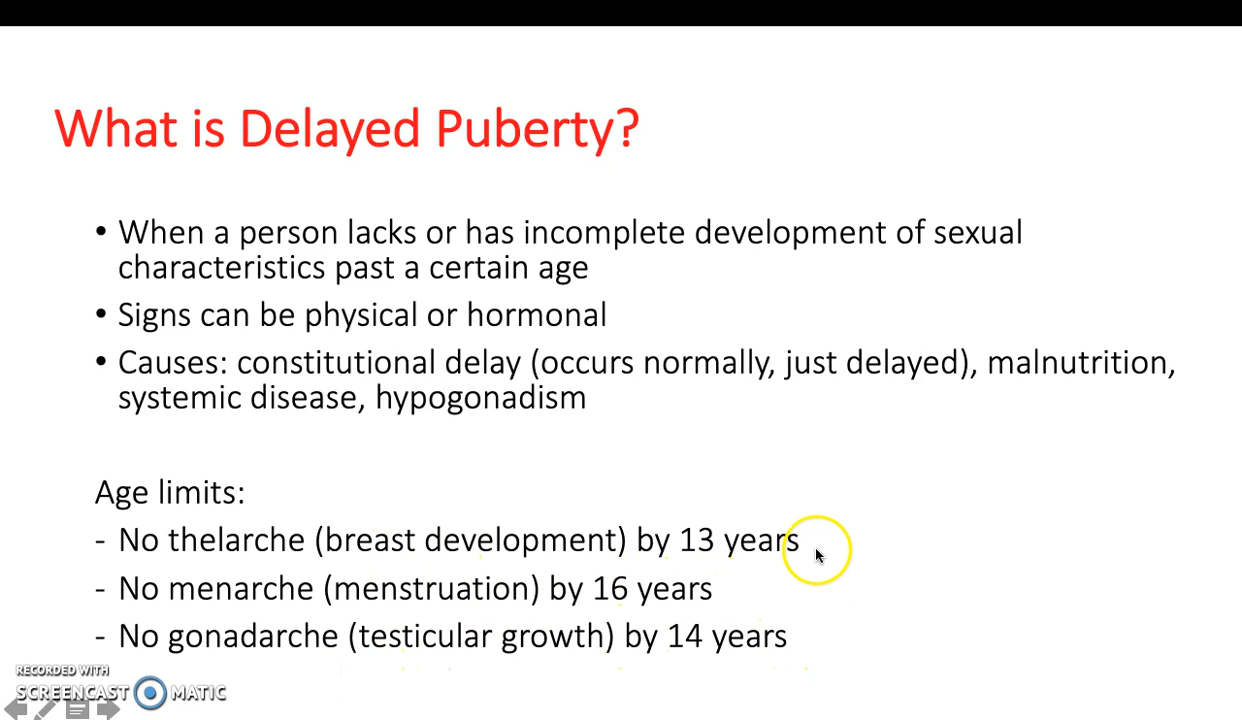 What is Delayed Puberty?
• When a person lacks or has incomplete development of sexual
characteristics past a certain age
• Signs can be physical or hormonal
• Causes: constitutional delay (occurs normally, just delayed), malnutrition,
systemic disease, hypogonadism
Age limits:
- No thelarche (breast development) by 13 years
- No menarche (menstruation) by 16 years
- No gonadarche (testicular growth) by 14 years
RECORDED WITH
SCREENCAST MATIC